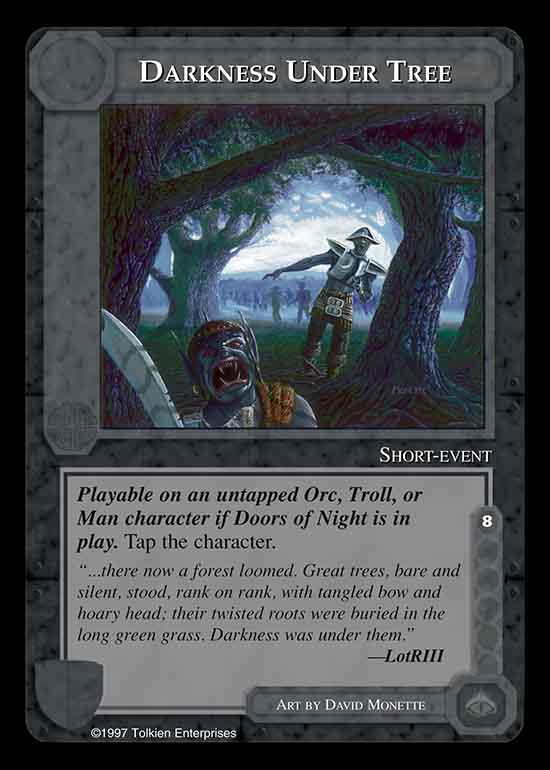 Darkness Under Tree
Short-event
Playable on an untapped Orc, Troll, or
Man character if Doors of Night is in
play. Tap the character.
8
“...there now a forest loomed. Great trees, bare and
silent, stood, rank on rank, with tangled bow and
hoary head; their twisted roots were buried in the
long green grass. Darkness was under them.”
—LotRIII
Art by David Monette
©1997 Tolkien Enterprises